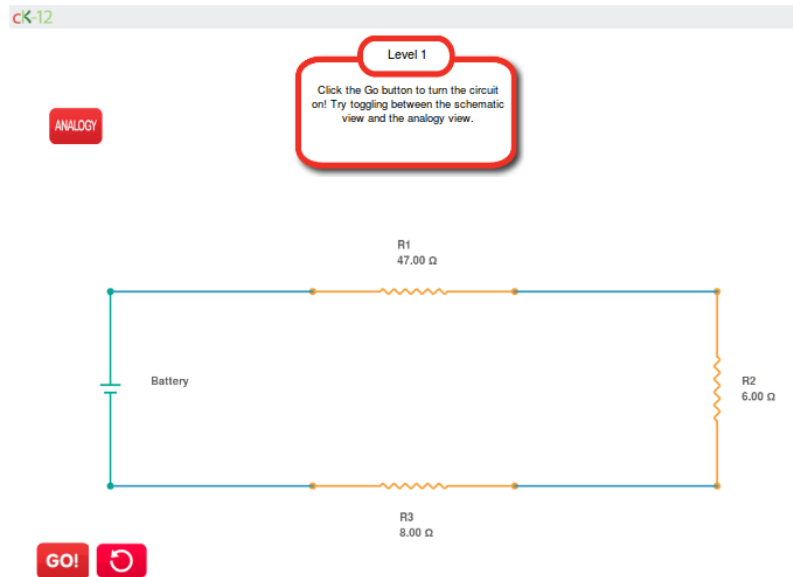 cK-12
Level 1
Click the Go button to turn the circuit
on! Try toggling between the schematic
view and the analogy view.
ANALOGY
R1
47.00 Ω
Battery
R2
6.00 Ω
R3
8.00 Ω
GO!